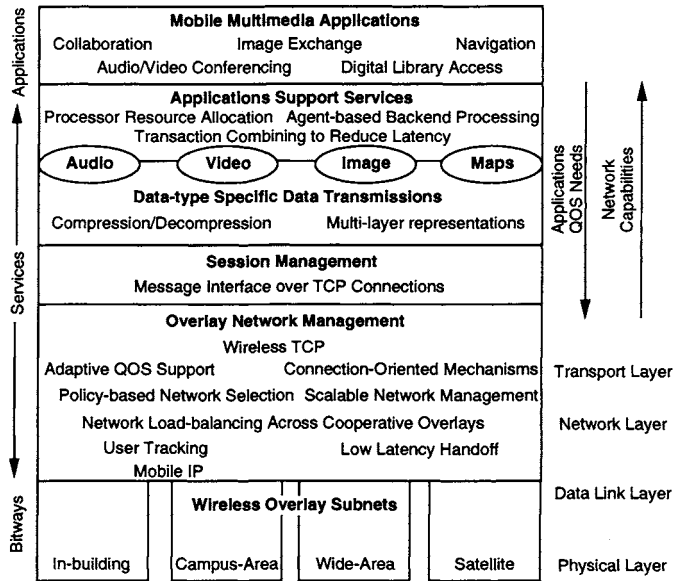 Mobile Multimedia Applications
Collaboration Image Exchange Navigation
Audio/Video Conferencing Digital Library Access
Applications Support Services
Processor Resource Allocation Agent-based Backend Processing
Transaction Combining to Reduce Latency
Audio Video Image Maps
Data-type Specific Data Transmissions
Compression/Decompression Multi-layer representations
Session Management
Message Interface over TCP Connections
Overlay Network Management
Wireless TCP
Adaptive QOS Support Connection-Oriented Mechanisms
Policy-based Network Selection Scalable Network Management
Network Load-balancing Across Cooperative Overlays
User Tracking Low Latency Handoff
Mobile IP
Wireless Overlay Subnets
In-building Campus-Area Wide-Area Satellite
Applications
Services
Bitways
Applications
QOS Needs
Network
Capabilities
Transport Layer
Network Layer
Data Link Layer
Physical Layer